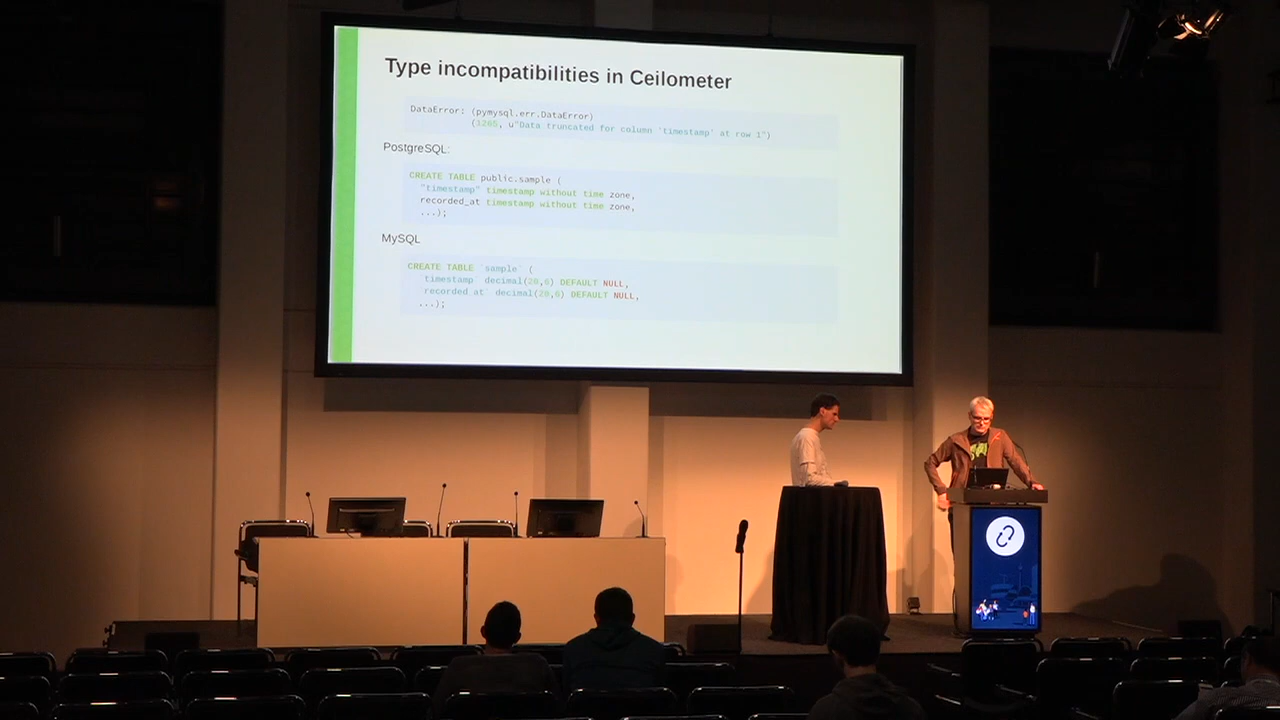 Type incompatibilities in Ceilometer
DataError: (pymysql.err.DataError)
(1265, u"Data truncated for column 'timestamp' at row 1")
PostgreSQL:
CREATE TABLE public.sample (
"timestamp" timestamp without time zone,
recorded_at timestamp without time zone,
...);
MySQL
CREATE TABLE `sample` (
`timestamp` decimal(20,6) DEFAULT NULL,
`recorded_at` decimal(20,6) DEFAULT NULL,
...);